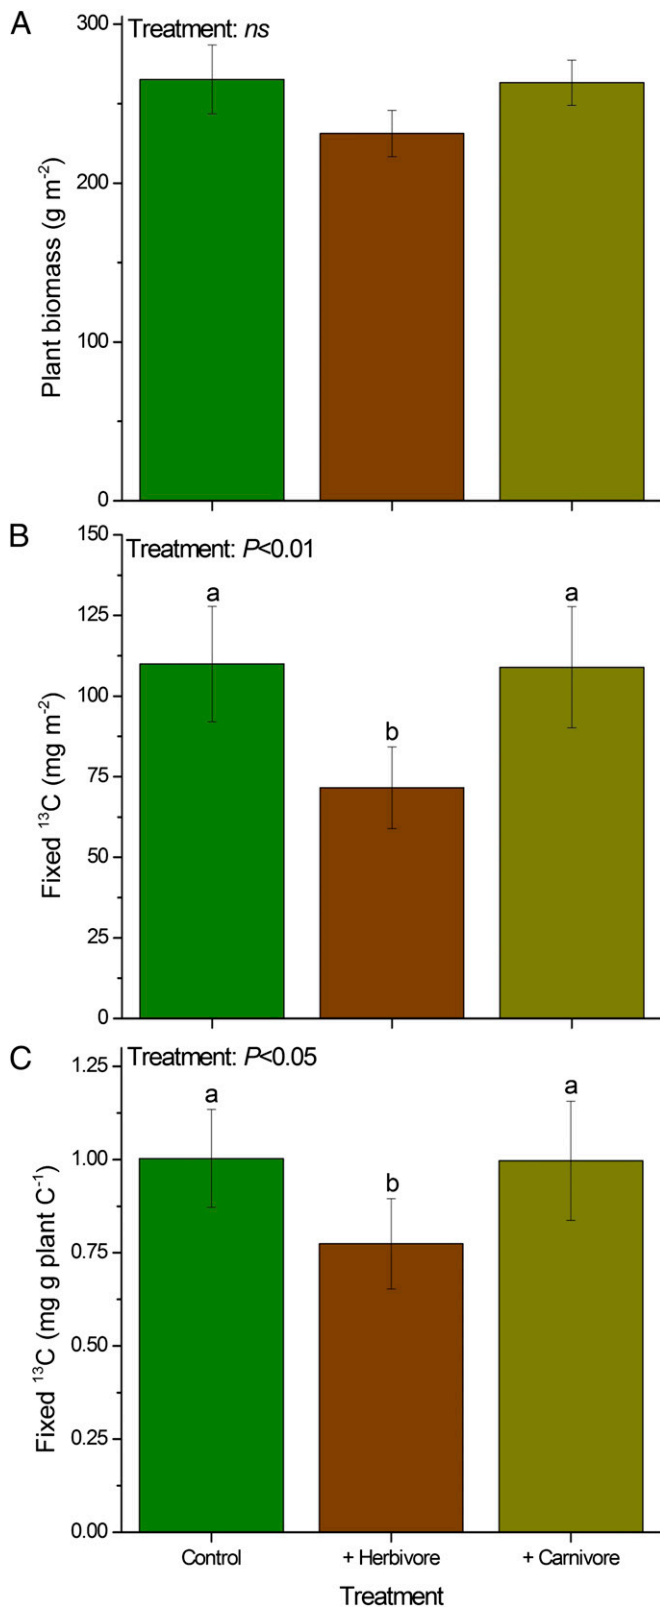 A
Treatment: ns
300
200
100
0
Plant biomass (g m⁻²)
B
Treatment: P<0.01
150
125
100
75
50
25
0
a
b
a
Fixed ¹³C (mg m⁻²)
C
Treatment: P<0.05
1.25
1.00
0.75
0.50
0.25
0.00
a
b
a
Fixed ¹³C (mg g plant C⁻¹)
Control + Herbivore + Carnivore
Treatment